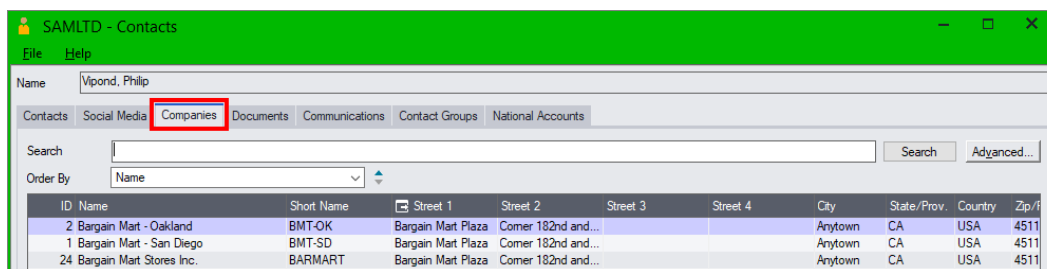 SAMLTD - Contacts
File Help
Name Vipond, Philip
Contacts Social Media Companies Documents Communications Contact Groups National Accounts
Search Search Advanced...
Order By Name
ID Name Short Name Street 1 Street 2 Street 3 Street 4 City State/Prov. Country Zip/
2 Bargain Mart - Oakland BMT-OK Bargain Mart Plaza Corner 182nd and... Anytown CA USA 4511
1 Bargain Mart - San Diego BMT-SD Bargain Mart Plaza Corner 182nd and... Anytown CA USA 4511
24 Bargain Mart Stores Inc. BARMART Bargain Mart Plaza Corner 182nd and... Anytown CA USA 4511